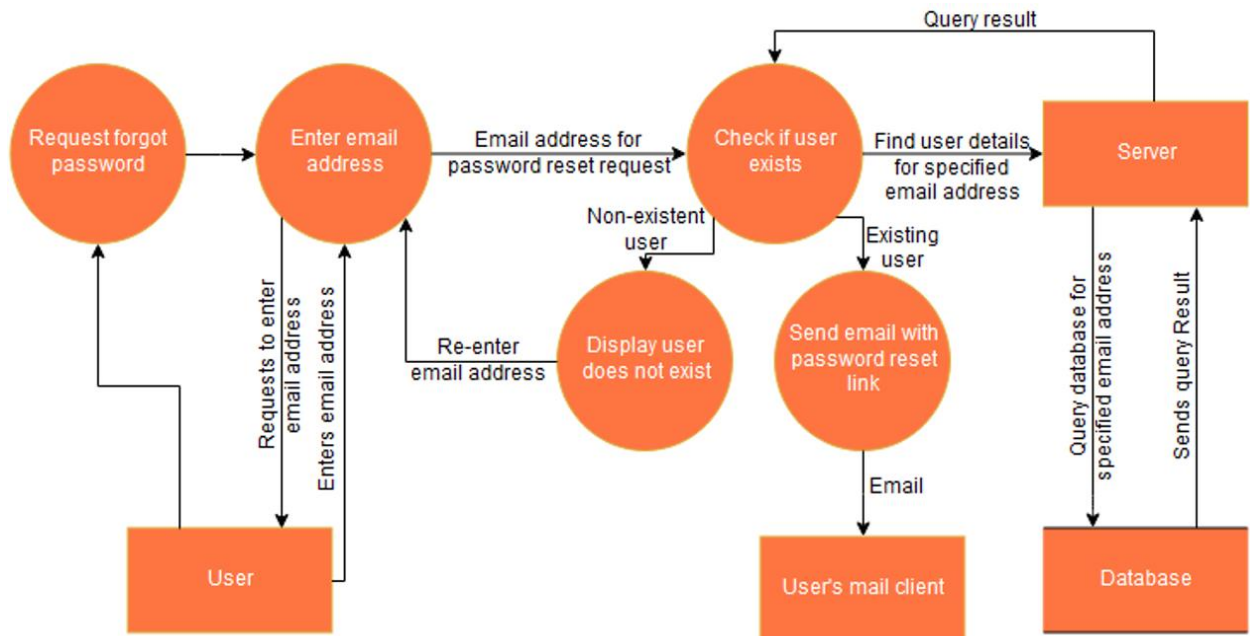 Query result
Request forgot
password
Enter email
address
Email address for
password reset request
Check if user
exists
Find user details
for specified
email address
Server
Non-existent
user
Existing
user
Requests to enter
email address
Enters email address
Re-enter
email address
Display user
does not exist
Send email with
password reset
link
Query database for
specified email address
Sends query Result
Email
User
User's mail client
Database